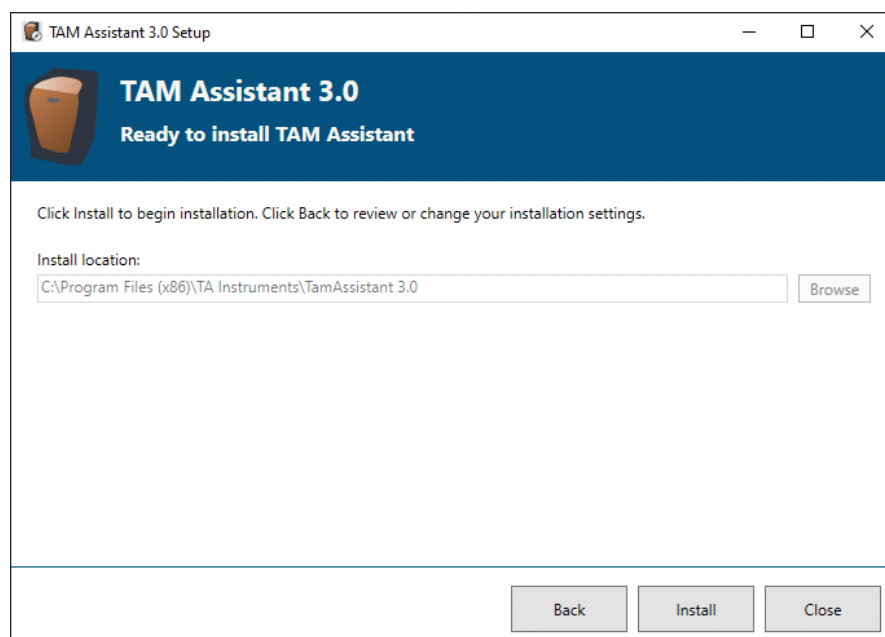 TAM Assistant 3.0 Setup
TAM Assistant 3.0
Ready to install TAM Assistant
Click Install to begin installation. Click Back to review or change your installation settings.
Install location:
C:\Program Files (x86)\TA Instruments\TamAssistant 3.0
Browse
Back
Install
Close